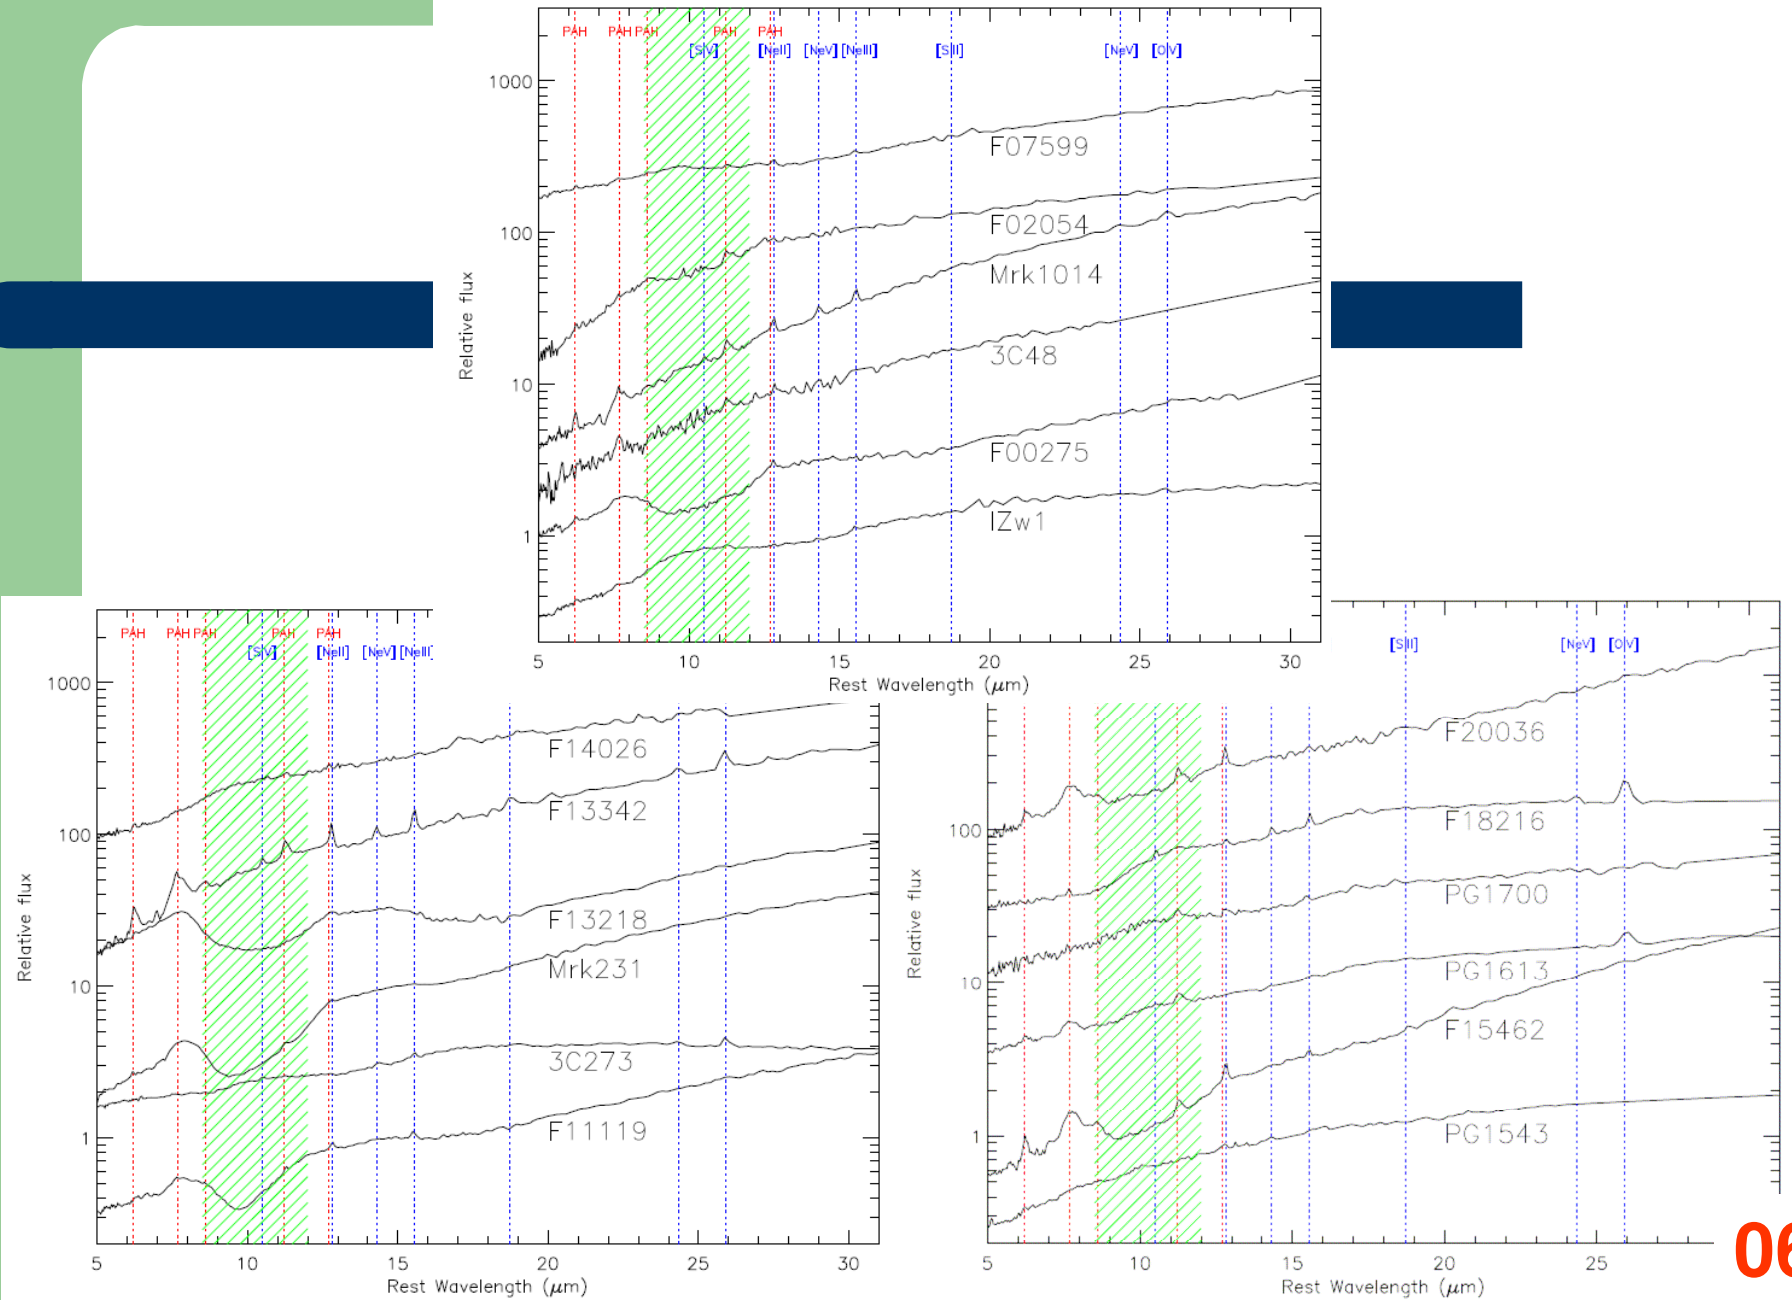 PAH PAH PAH PAH PAH
[SIV] [NeII] [NeV] [NeIII] [SIII] [NeV] [OIV]
1000
100
10
1
Relative flux
F07599
F02054
Mrk1014
3C48
F00275
IZw1
5 10 15 20 25 30
Rest Wavelength (μm)
PAH PAH PAH PAH PAH
[SIV] [NeII] [NeV] [NeIII]
1000
100
10
1
Relative flux
F14026
F13342
F13218
Mrk231
3C273
F11119
5 10 15 20 25 30
Rest Wavelength (μm)
[SIII] [NeV] [OIV]
100
10
1
Relative flux
F20036
F18216
PG1700
PG1613
F15462
PG1543
5 10 15 20 25
Rest Wavelength (μm)
06